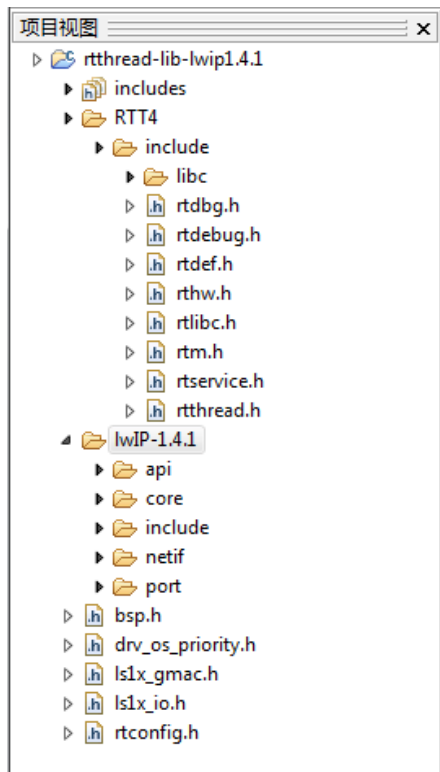 项目视图
rtthread-lib-lwip1.4.1
includes
RTT4
include
libc
rtdbg.h
rtdebug.h
rtdef.h
rthw.h
rtlibc.h
rtm.h
rtservice.h
rtthread.h
lwIP-1.4.1
api
core
include
netif
port
bsp.h
drv_os_priority.h
ls1x_gmac.h
ls1x_io.h
rtconfig.h